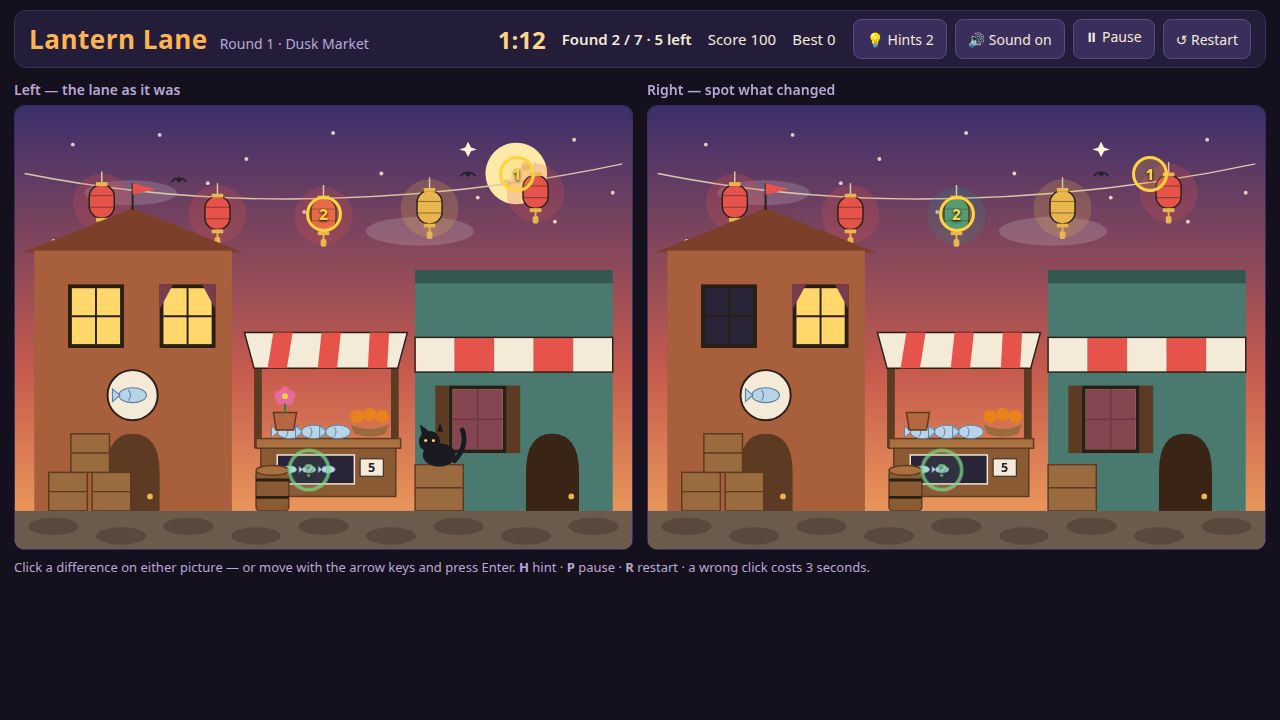 Lantern Lane Round 1 · Dusk Market 1:12 Found 2 / 7 · 5 left Score 100 Best 0 💡 Hints 2 🔊 Sound on ⏸ Pause ↺ Restart
Left — the lane as it was
Right — spot what changed
1
2
?
5
1
2
?
5
Click a difference on either picture — or move with the arrow keys and press Enter. H hint · P pause · R restart · a wrong click costs 3 seconds.